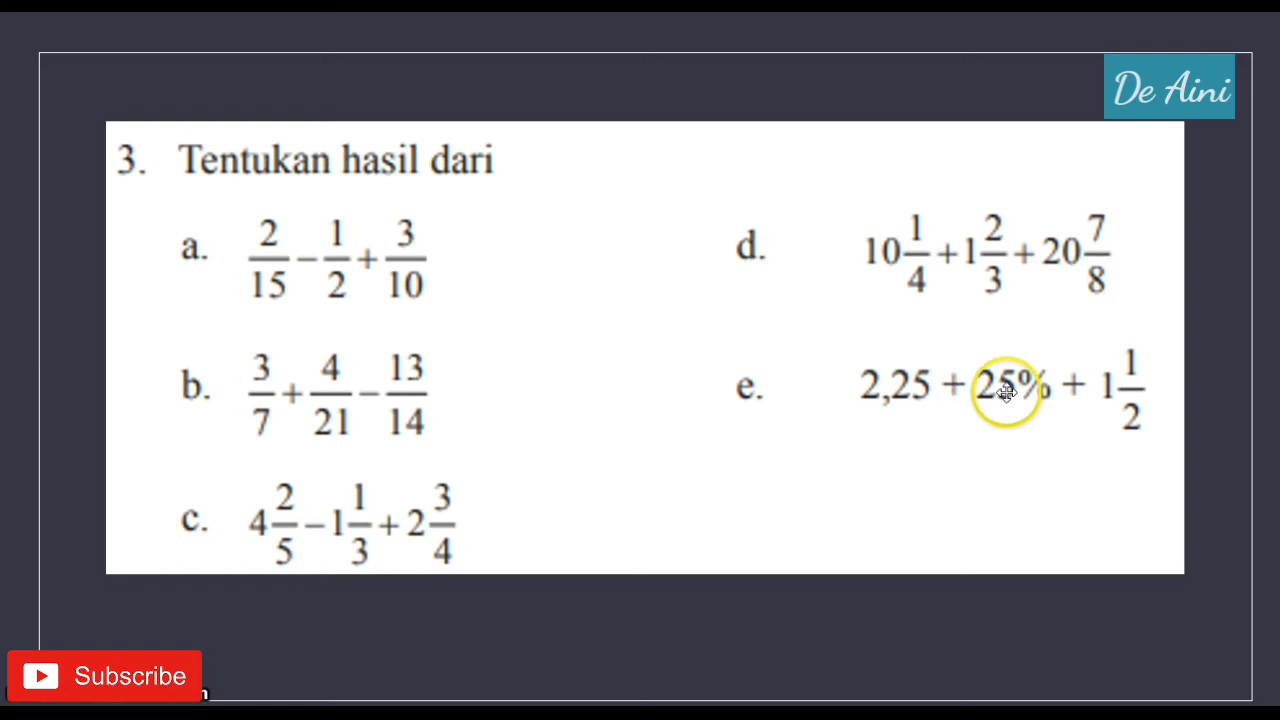 De Aini
3. Tentukan hasil dari
a. 2/15 − 1/2 + 3/10
b. 3/7 + 4/21 − 13/14
c. 4 2/5 − 1 1/3 + 2 3/4
d. 10 1/4 + 1 2/3 + 20 7/8
e. 2,25 + 25% + 1 1/2
Subscribe